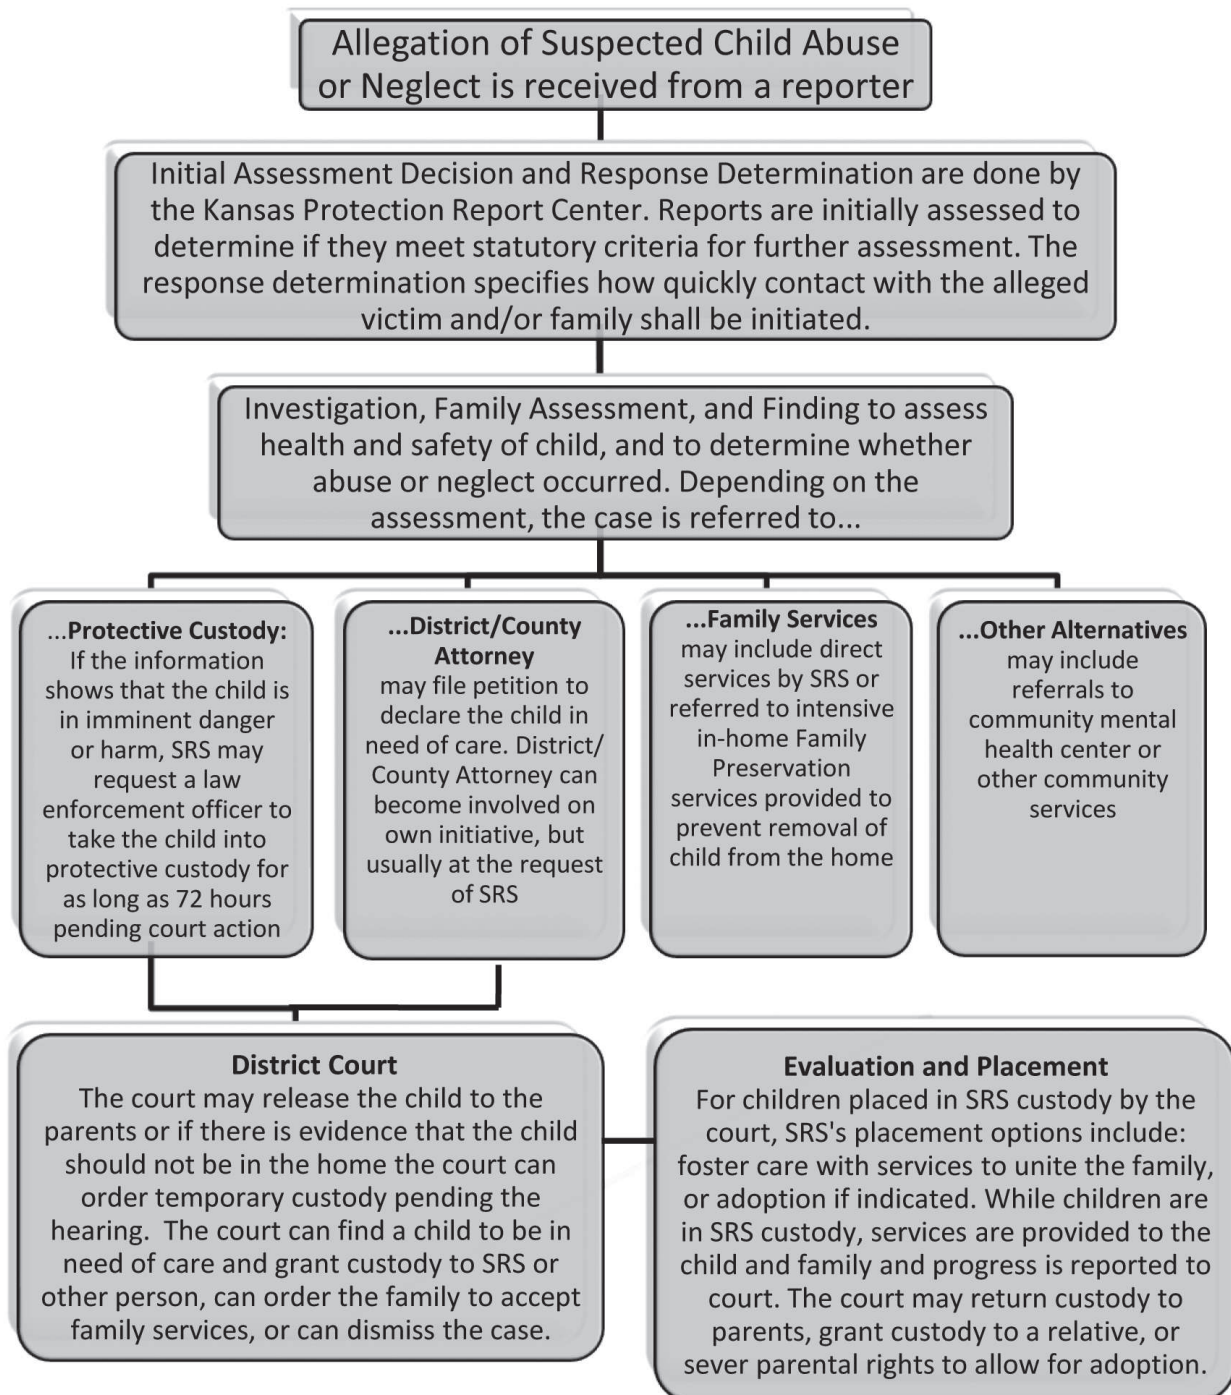 Allegation of Suspected Child Abuse
or Neglect is received from a reporter
Initial Assessment Decision and Response Determination are done by
the Kansas Protection Report Center. Reports are initially assessed to
determine if they meet statutory criteria for further assessment. The
response determination specifies how quickly contact with the alleged
victim and/or family shall be initiated.
Investigation, Family Assessment, and Finding to assess
health and safety of child, and to determine whether
abuse or neglect occurred. Depending on the
assessment, the case is referred to...
...Protective Custody:
If the information
shows that the child is
in imminent danger
or harm, SRS may
request a law
enforcement officer to
take the child into
protective custody for
as long as 72 hours
pending court action
...District/County
Attorney
may file petition to
declare the child in
need of care. District/
County Attorney can
become involved on
own initiative, but
usually at the request
of SRS
...Family Services
may include direct
services by SRS or
referred to intensive
in-home Family
Preservation
services provided to
prevent removal of
child from the home
...Other Alternatives
may include
referrals to
community mental
health center or
other community
services
District Court
The court may release the child to the
parents or if there is evidence that the child
should not be in the home the court can
order temporary custody pending the
hearing. The court can find a child to be in
need of care and grant custody to SRS or
other person, can order the family to accept
family services, or can dismiss the case.
Evaluation and Placement
For children placed in SRS custody by the
court, SRS's placement options include:
foster care with services to unite the family,
or adoption if indicated. While children are
in SRS custody, services are provided to the
child and family and progress is reported to
court. The court may return custody to
parents, grant custody to a relative, or
sever parental rights to allow for adoption.